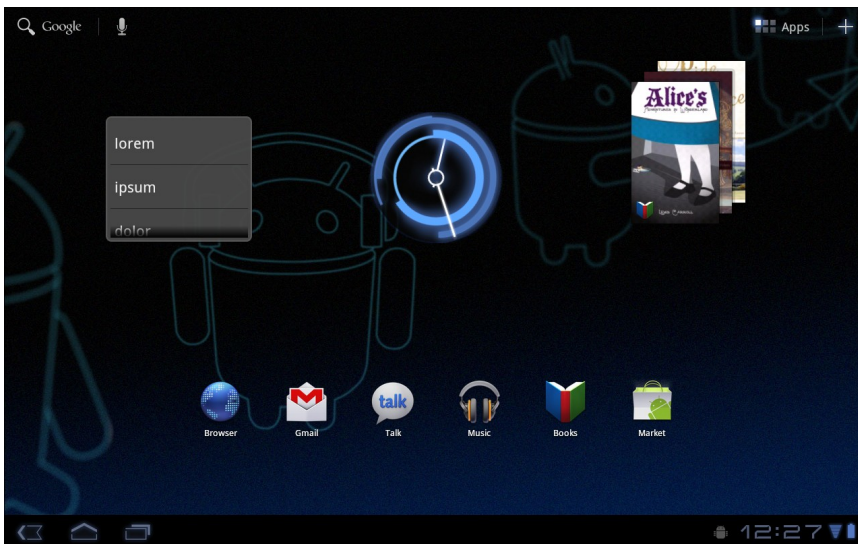 Google
Apps
lorem
ipsum
dolor
Alice's
talk
Browser
Gmail
Talk
Music
Books
Market
12:27